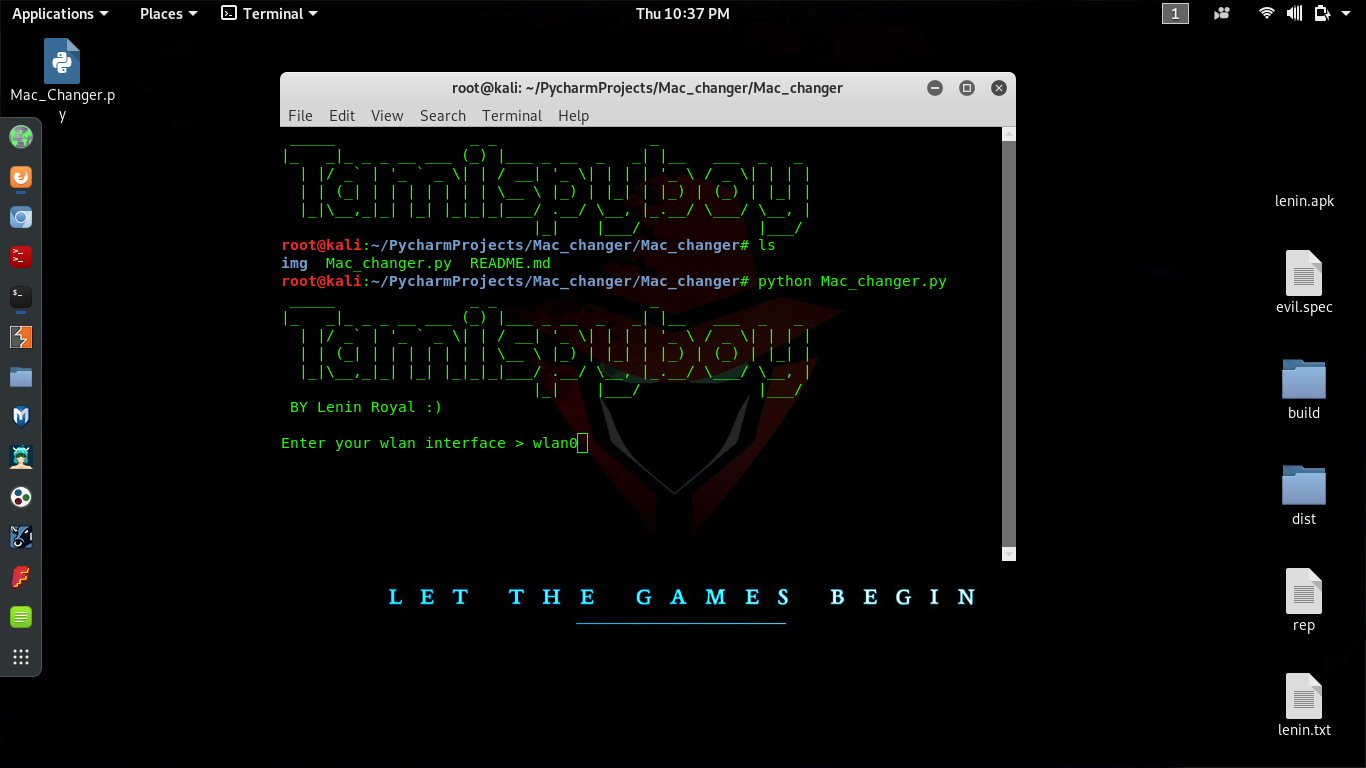 Applications
Places
Terminal
Thu 10:37 PM
1
Mac_Changer.p
y
root@kali: ~/PycharmProjects/Mac_changer/Mac_changer
File Edit View Search Terminal Help
Tamilspyboy
root@kali:~/PycharmProjects/Mac_changer/Mac_changer# ls
img Mac_changer.py README.md
root@kali:~/PycharmProjects/Mac_changer/Mac_changer# python Mac_changer.py
Tamilspyboy
BY Lenin Royal :)
Enter your wlan interface > wlan0
LET THE GAMES BEGIN
lenin.apk
evil.spec
build
dist
rep
lenin.txt